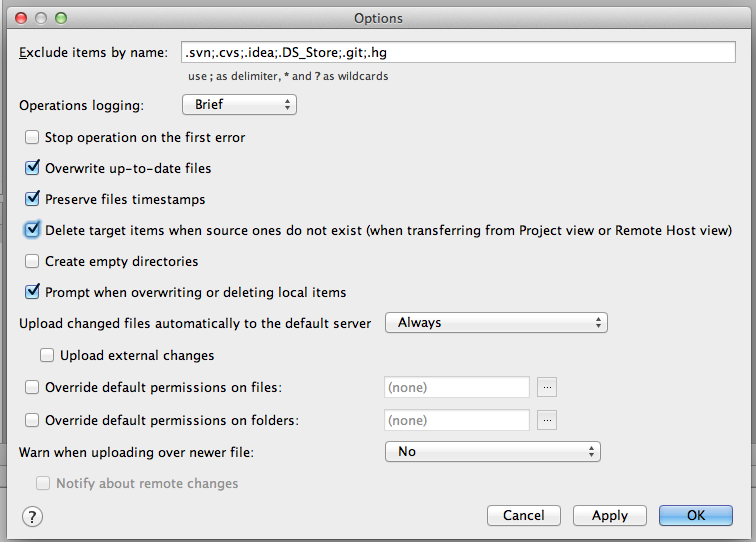 Options
Exclude items by name: .svn;.cvs;.idea;.DS_Store;.git;.hg
use ; as delimiter, * and ? as wildcards
Operations logging: Brief
Stop operation on the first error
Overwrite up-to-date files
Preserve files timestamps
Delete target items when source ones do not exist (when transferring from Project view or Remote Host view)
Create empty directories
Prompt when overwriting or deleting local items
Upload changed files automatically to the default server Always
Upload external changes
Override default permissions on files: (none) ...
Override default permissions on folders: (none) ...
Warn when uploading over newer file: No
Notify about remote changes
? Cancel Apply OK